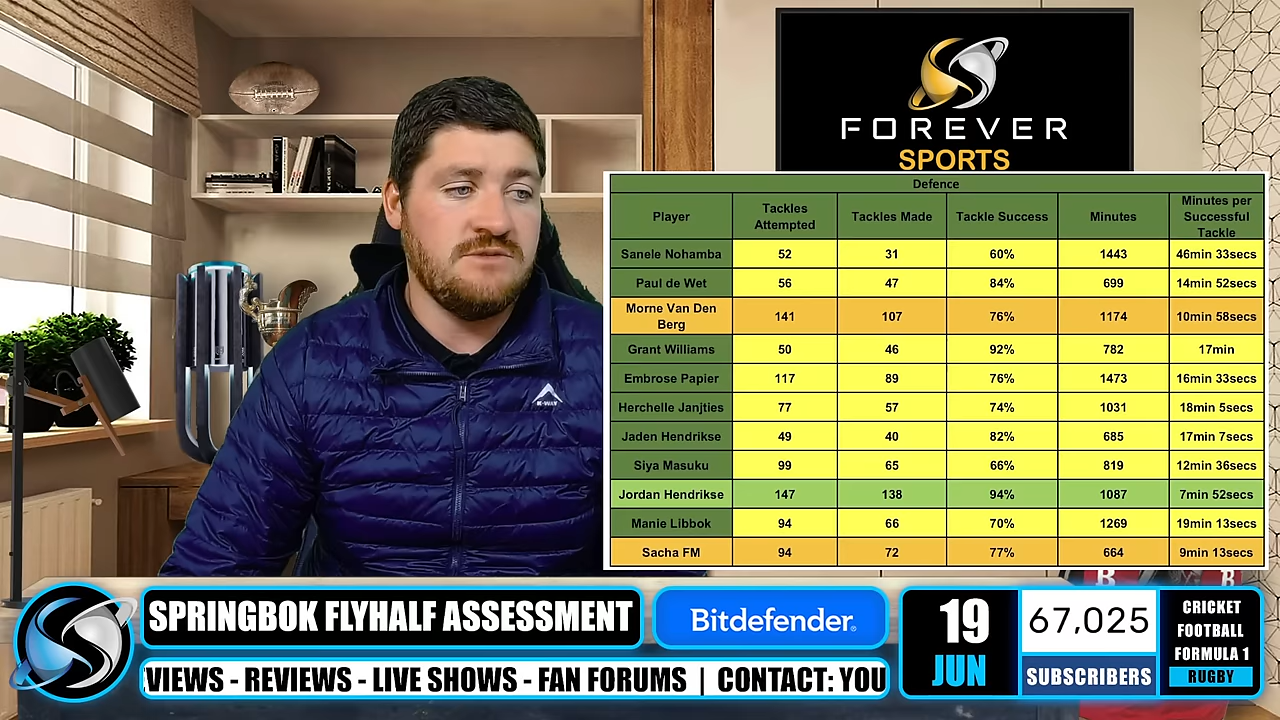 FOREVER
SPORTS
Defence
Player Tackles Attempted Tackles Made Tackle Success Minutes Minutes per Successful Tackle
Sanele Nohamba 52 31 60% 1443 46min 33secs
Paul de Wet 56 47 84% 699 14min 52secs
Morne Van Den Berg 141 107 76% 1174 10min 58secs
Grant Williams 50 46 92% 782 17min
Embrose Papier 117 89 76% 1473 16min 33secs
Herchelle Janjties 77 57 74% 1031 18min 5secs
Jaden Hendrikse 49 40 82% 685 17min 7secs
Siya Masuku 99 65 66% 819 12min 36secs
Jordan Hendrikse 147 138 94% 1087 7min 52secs
Manie Libbok 94 66 70% 1269 19min 13secs
Sacha FM 94 72 77% 664 9min 13secs
K-WAY
SPRINGBOK FLYHALF ASSESSMENT
Bitdefender®
19
JUN
67,025
SUBSCRIBERS
CRICKET
FOOTBALL
FORMULA 1
RUGBY
VIEWS - REVIEWS - LIVE SHOWS - FAN FORUMS | CONTACT: YOU